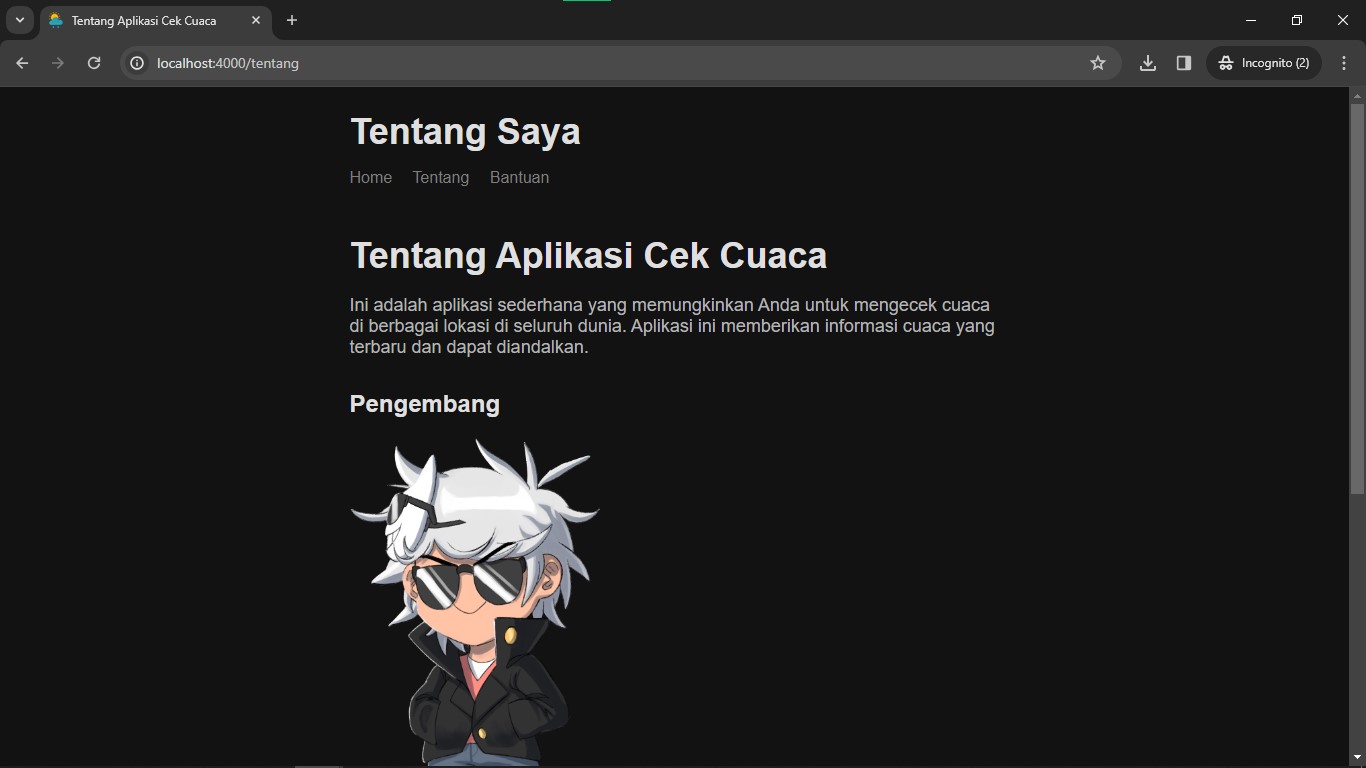 Tentang Aplikasi Cek Cuaca
localhost:4000/tentang
Incognito (2)
Tentang Saya
Home Tentang Bantuan
Tentang Aplikasi Cek Cuaca
Ini adalah aplikasi sederhana yang memungkinkan Anda untuk mengecek cuaca
di berbagai lokasi di seluruh dunia. Aplikasi ini memberikan informasi cuaca yang
terbaru dan dapat diandalkan.
Pengembang